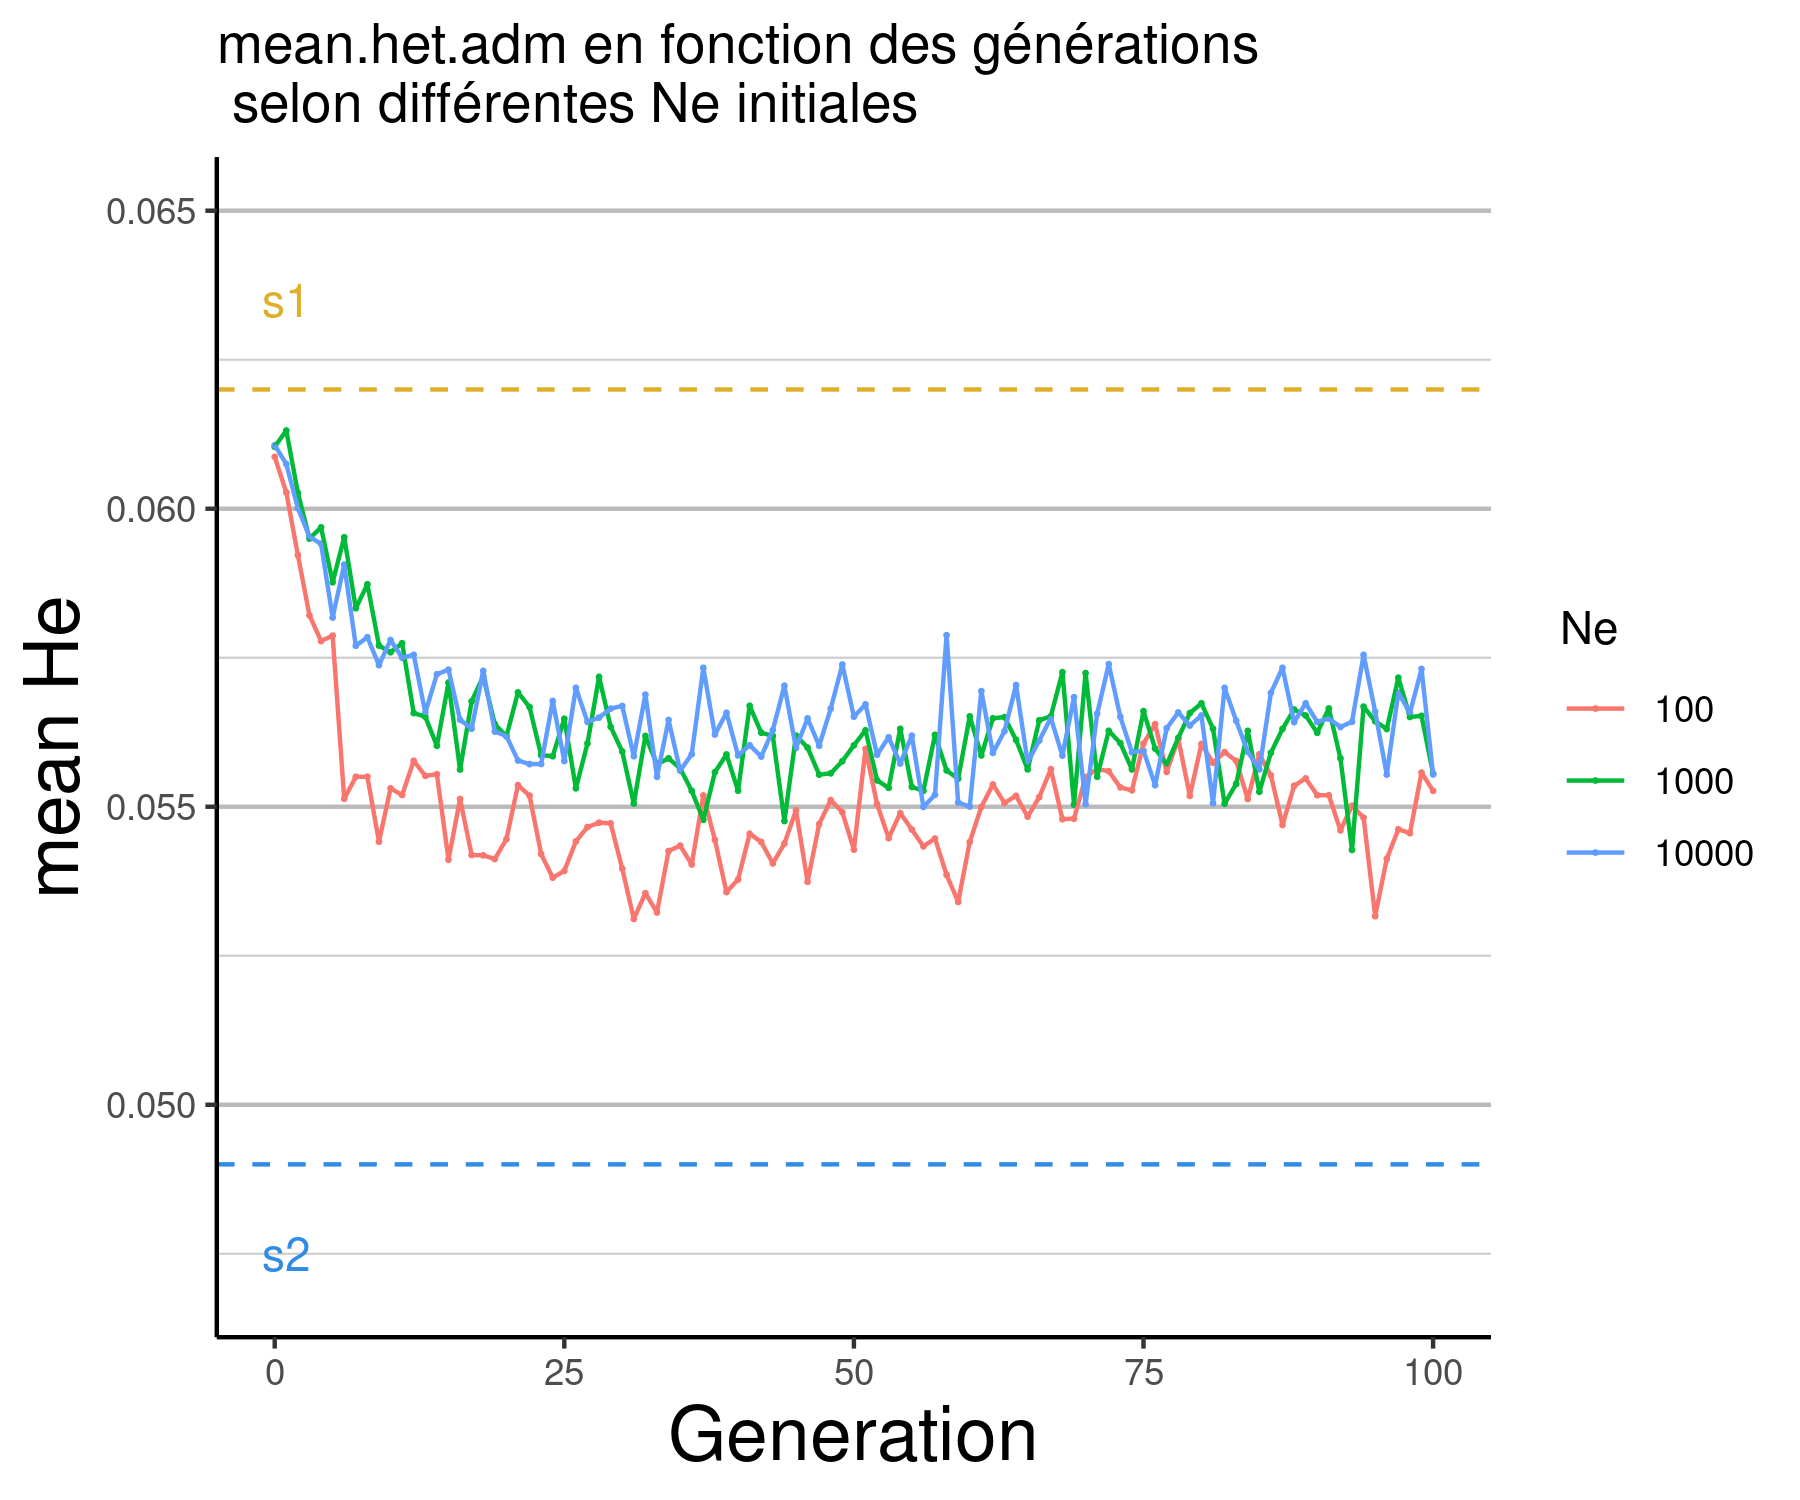 mean.het.adm en fonction des générations
selon différentes Ne initiales
mean He
0.065
0.060
0.055
0.050
s1
s2
0 25 50 75 100
Generation
Ne
100
1000
10000